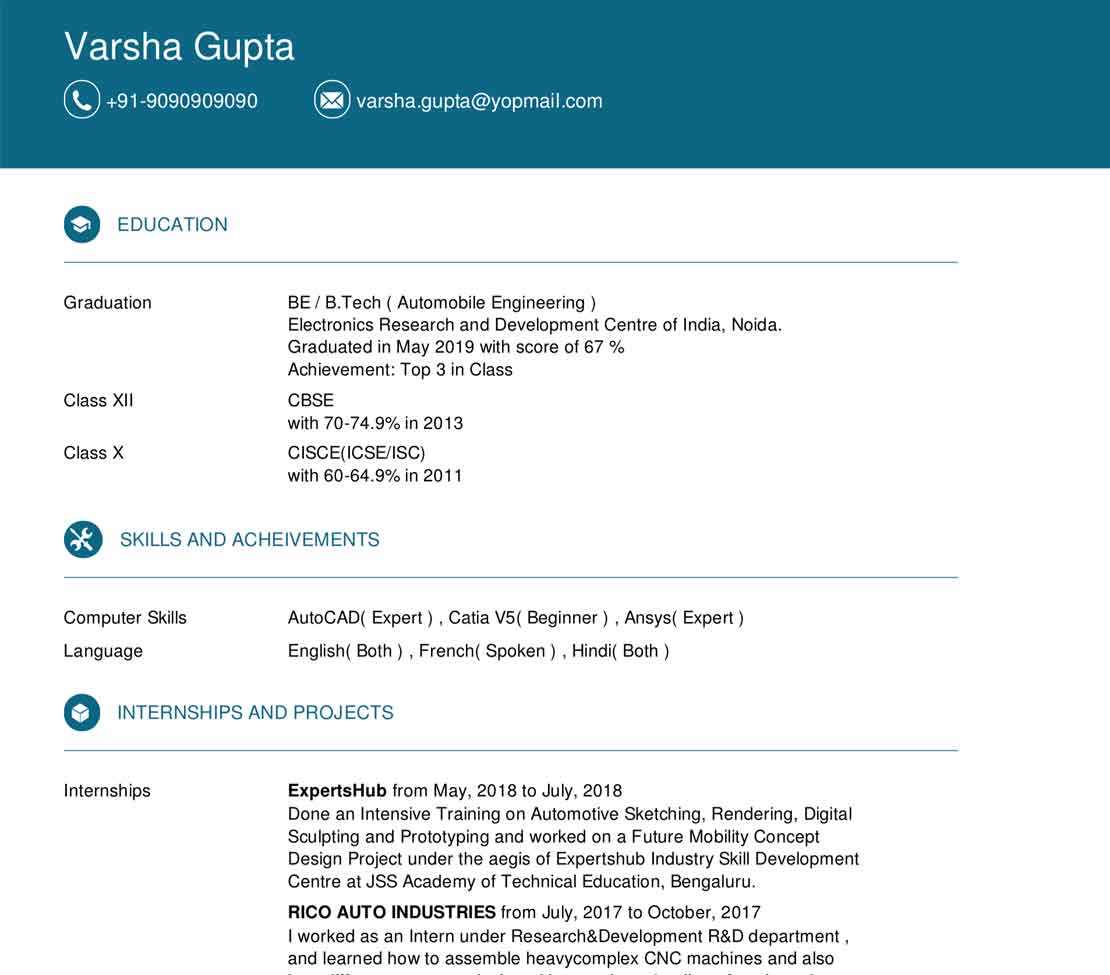 Varsha Gupta
+91-9090909090
varsha.gupta@yopmail.com
EDUCATION
Graduation
BE / B.Tech ( Automobile Engineering )
Electronics Research and Development Centre of India, Noida.
Graduated in May 2019 with score of 67 %
Achievement: Top 3 in Class
Class XII
CBSE
with 70-74.9% in 2013
Class X
CISCE(ICSE/ISC)
with 60-64.9% in 2011
SKILLS AND ACHEIVEMENTS
Computer Skills
AutoCAD( Expert ) , Catia V5( Beginner ) , Ansys( Expert )
Language
English( Both ) , French( Spoken ) , Hindi( Both )
INTERNSHIPS AND PROJECTS
Internships
ExpertsHub from May, 2018 to July, 2018
Done an Intensive Training on Automotive Sketching, Rendering, Digital
Sculpting and Prototyping and worked on a Future Mobility Concept
Design Project under the aegis of Expertshub Industry Skill Development
Centre at JSS Academy of Technical Education, Bengaluru.
RICO AUTO INDUSTRIES from July, 2017 to October, 2017
I worked as an Intern under Research&Development R&D department ,
and learned how to assemble heavycomplex CNC machines and also